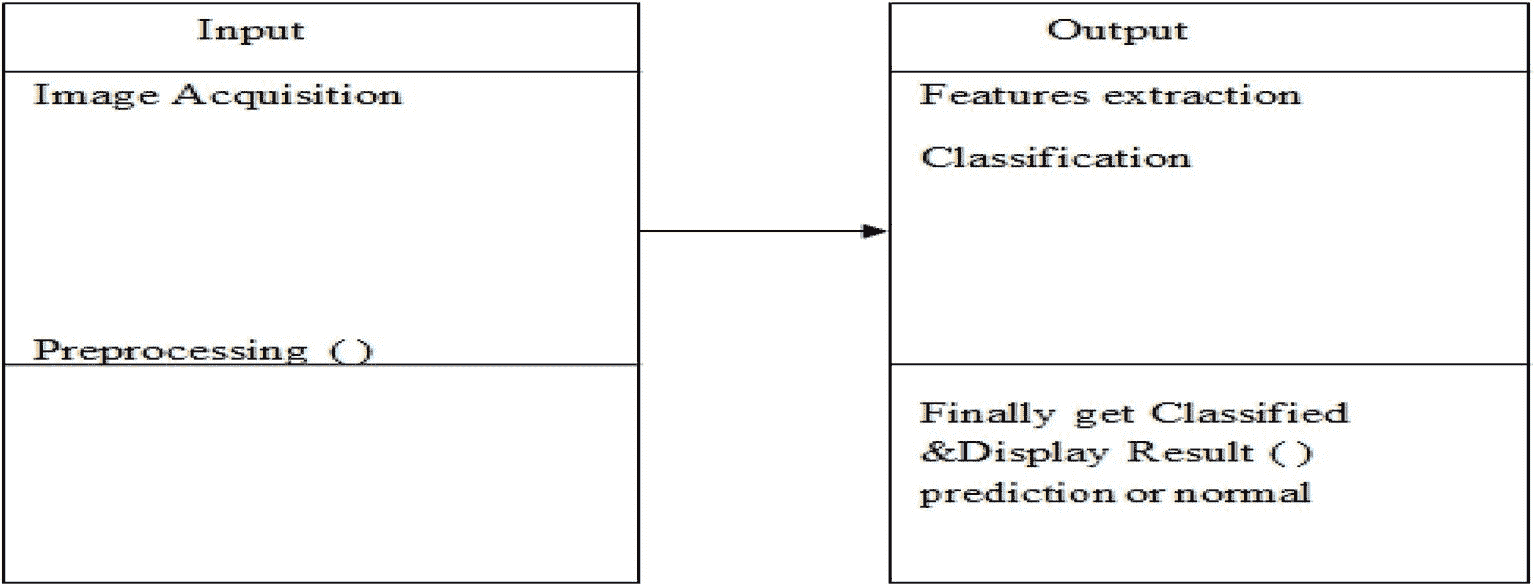 Input
Image Acquisition
Preprocessing ( )
Output
Features extraction
Classification
Finally get Classified
&Display Result ( )
prediction or normal